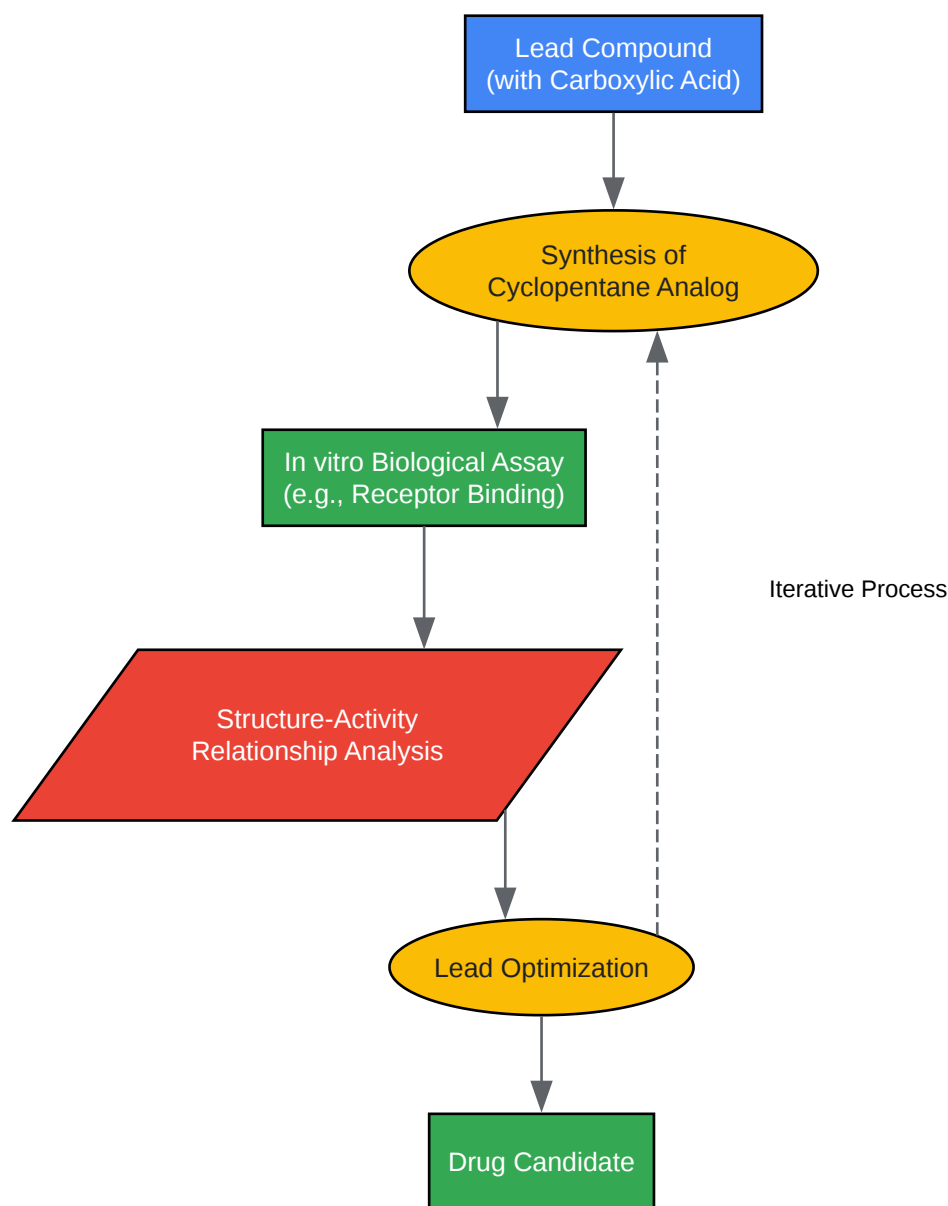 Lead Compound
(with Carboxylic Acid)
Synthesis of
Cyclopentane Analog
In vitro Biological Assay
(e.g., Receptor Binding)
Iterative Process
Structure-Activity
Relationship Analysis
Lead Optimization
Drug Candidate